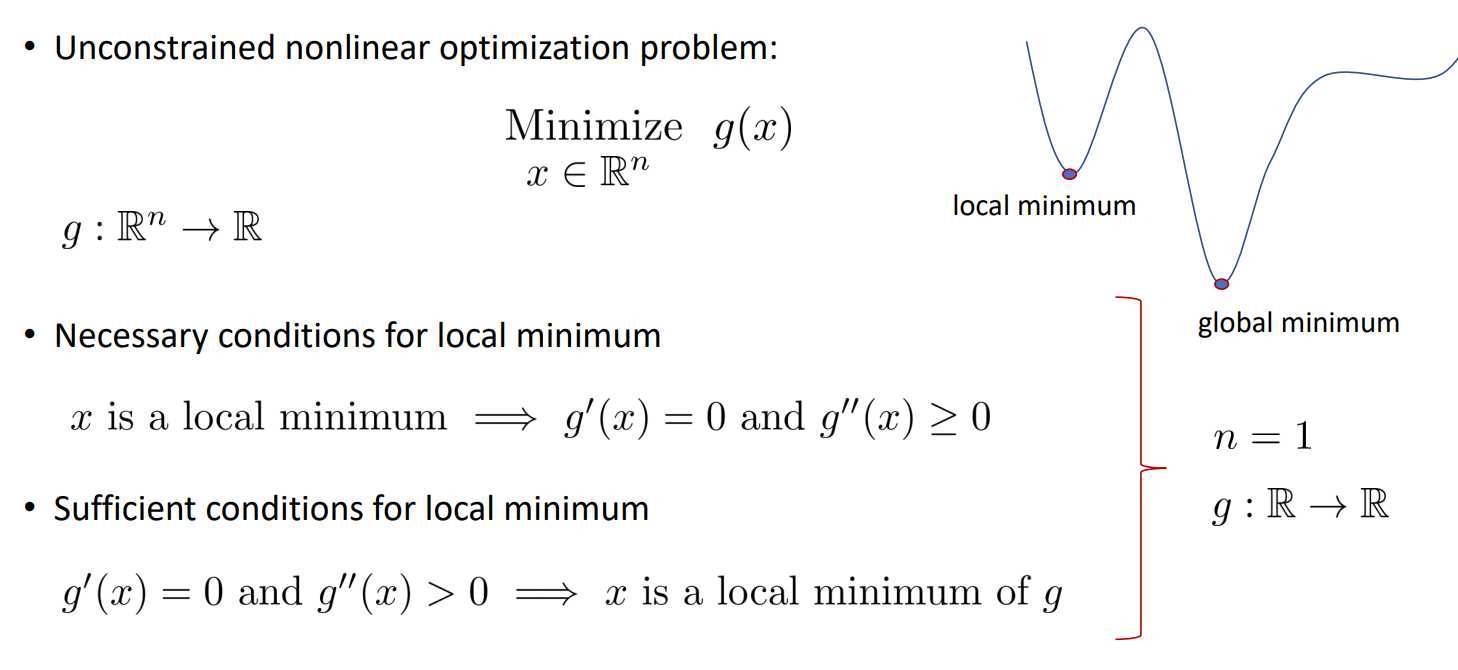 • Unconstrained nonlinear optimization problem:
Minimize g(x)
x ∈ ℝⁿ
g : ℝⁿ → ℝ
local minimum
global minimum
• Necessary conditions for local minimum
x is a local minimum ⟹ g′(x) = 0 and g″(x) ≥ 0
• Sufficient conditions for local minimum
g′(x) = 0 and g″(x) > 0 ⟹ x is a local minimum of g
n = 1
g : ℝ → ℝ